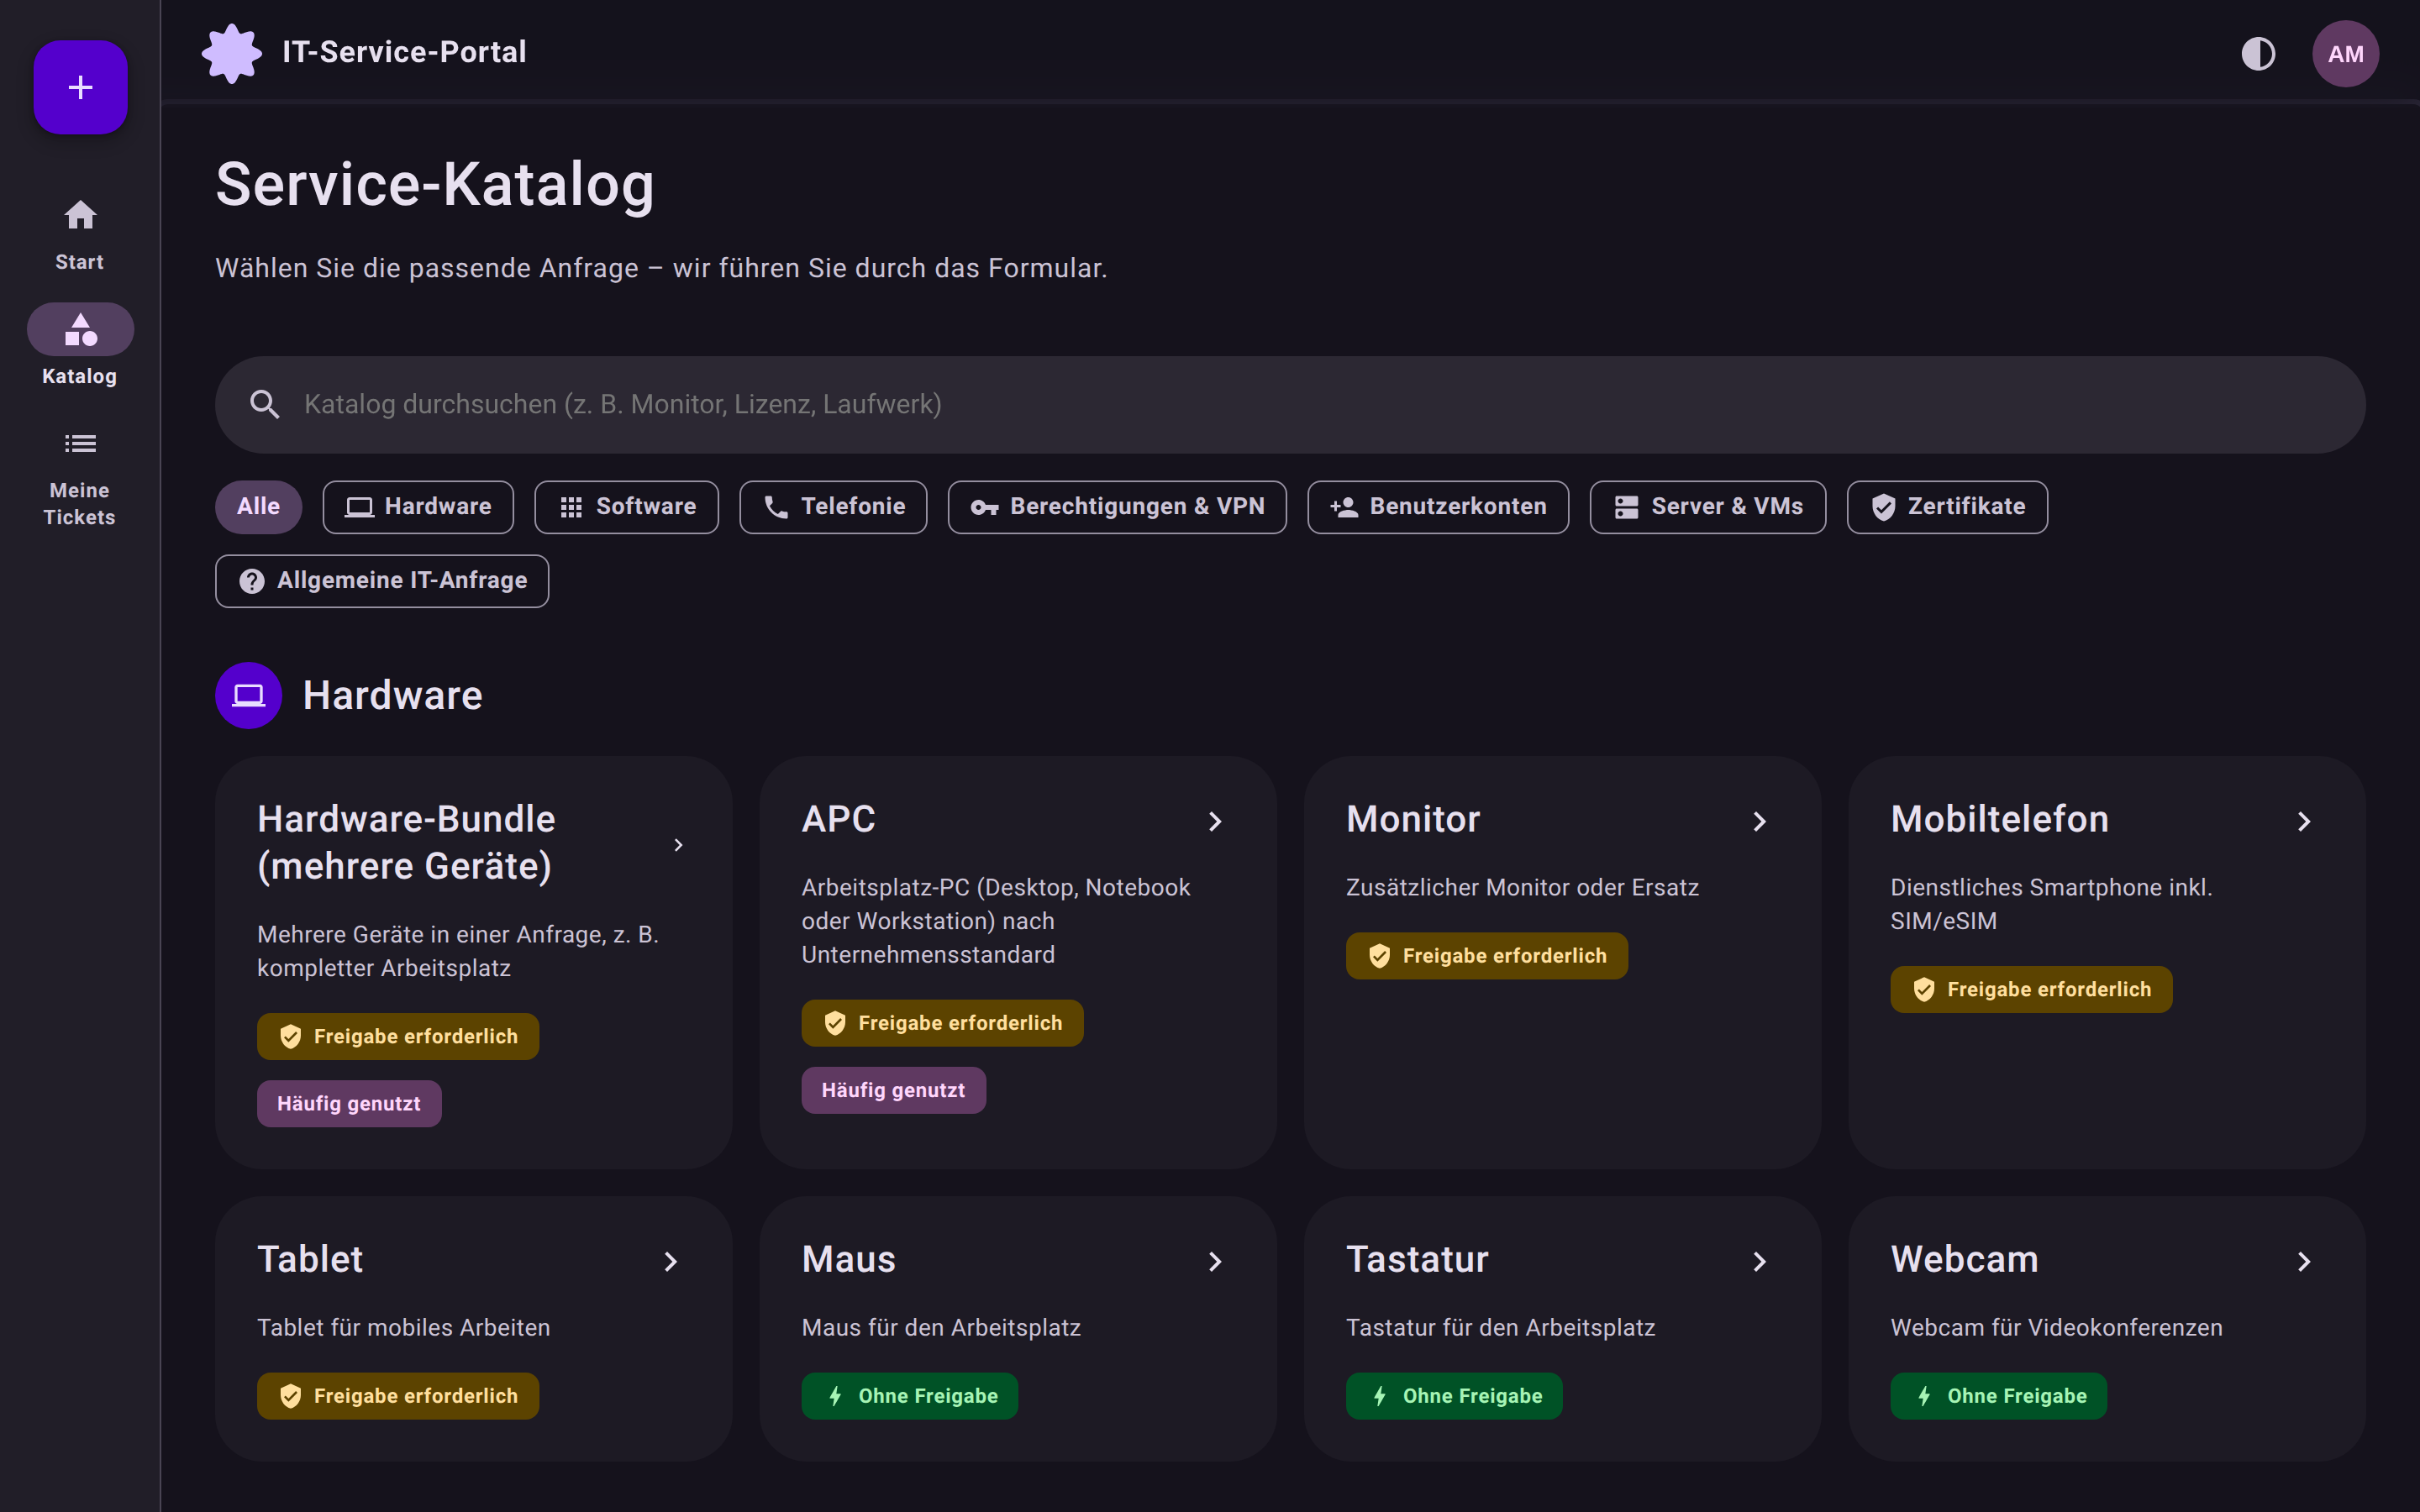 IT-Service-Portal
AM
Start
Katalog
Meine
Tickets
Service-Katalog
Wählen Sie die passende Anfrage – wir führen Sie durch das Formular.
Katalog durchsuchen (z. B. Monitor, Lizenz, Laufwerk)
Alle
Hardware
Software
Telefonie
Berechtigungen & VPN
Benutzerkonten
Server & VMs
Zertifikate
Allgemeine IT-Anfrage
Hardware
Hardware-Bundle
(mehrere Geräte)
Mehrere Geräte in einer Anfrage, z. B.
kompletter Arbeitsplatz
Freigabe erforderlich
Häufig genutzt
APC
Arbeitsplatz-PC (Desktop, Notebook
oder Workstation) nach
Unternehmensstandard
Freigabe erforderlich
Häufig genutzt
Monitor
Zusätzlicher Monitor oder Ersatz
Freigabe erforderlich
Mobiltelefon
Dienstliches Smartphone inkl.
SIM/eSIM
Freigabe erforderlich
Tablet
Tablet für mobiles Arbeiten
Freigabe erforderlich
Maus
Maus für den Arbeitsplatz
Ohne Freigabe
Tastatur
Tastatur für den Arbeitsplatz
Ohne Freigabe
Webcam
Webcam für Videokonferenzen
Ohne Freigabe